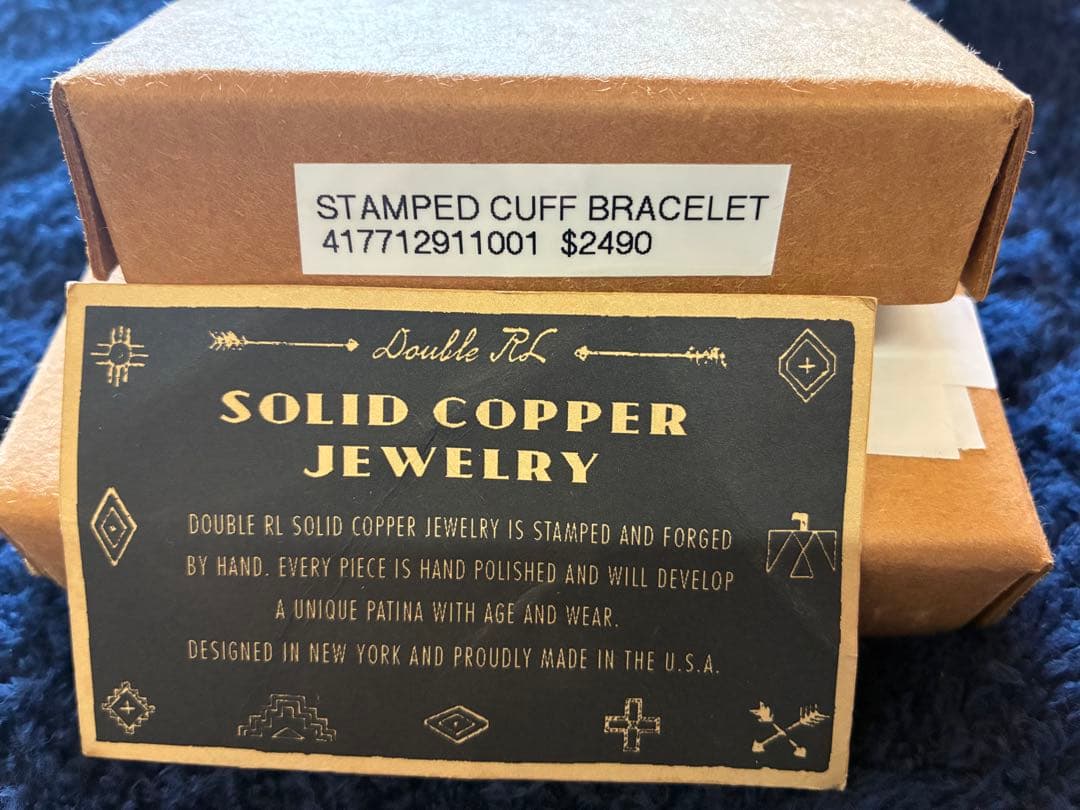 STAMPED CUFF BRACELET
417712911001 $2490
Double RL
SOLID COPPER
JEWELRY
DOUBLE RL SOLID COPPER JEWELRY IS STAMPED AND FORGED
BY HAND. EVERY PIECE IS HAND POLISHED AND WILL DEVELOP
A UNIQUE PATINA WITH AGE AND WEAR.
DESIGNED IN NEW YORK AND PROUDLY MADE IN THE U.S.A.